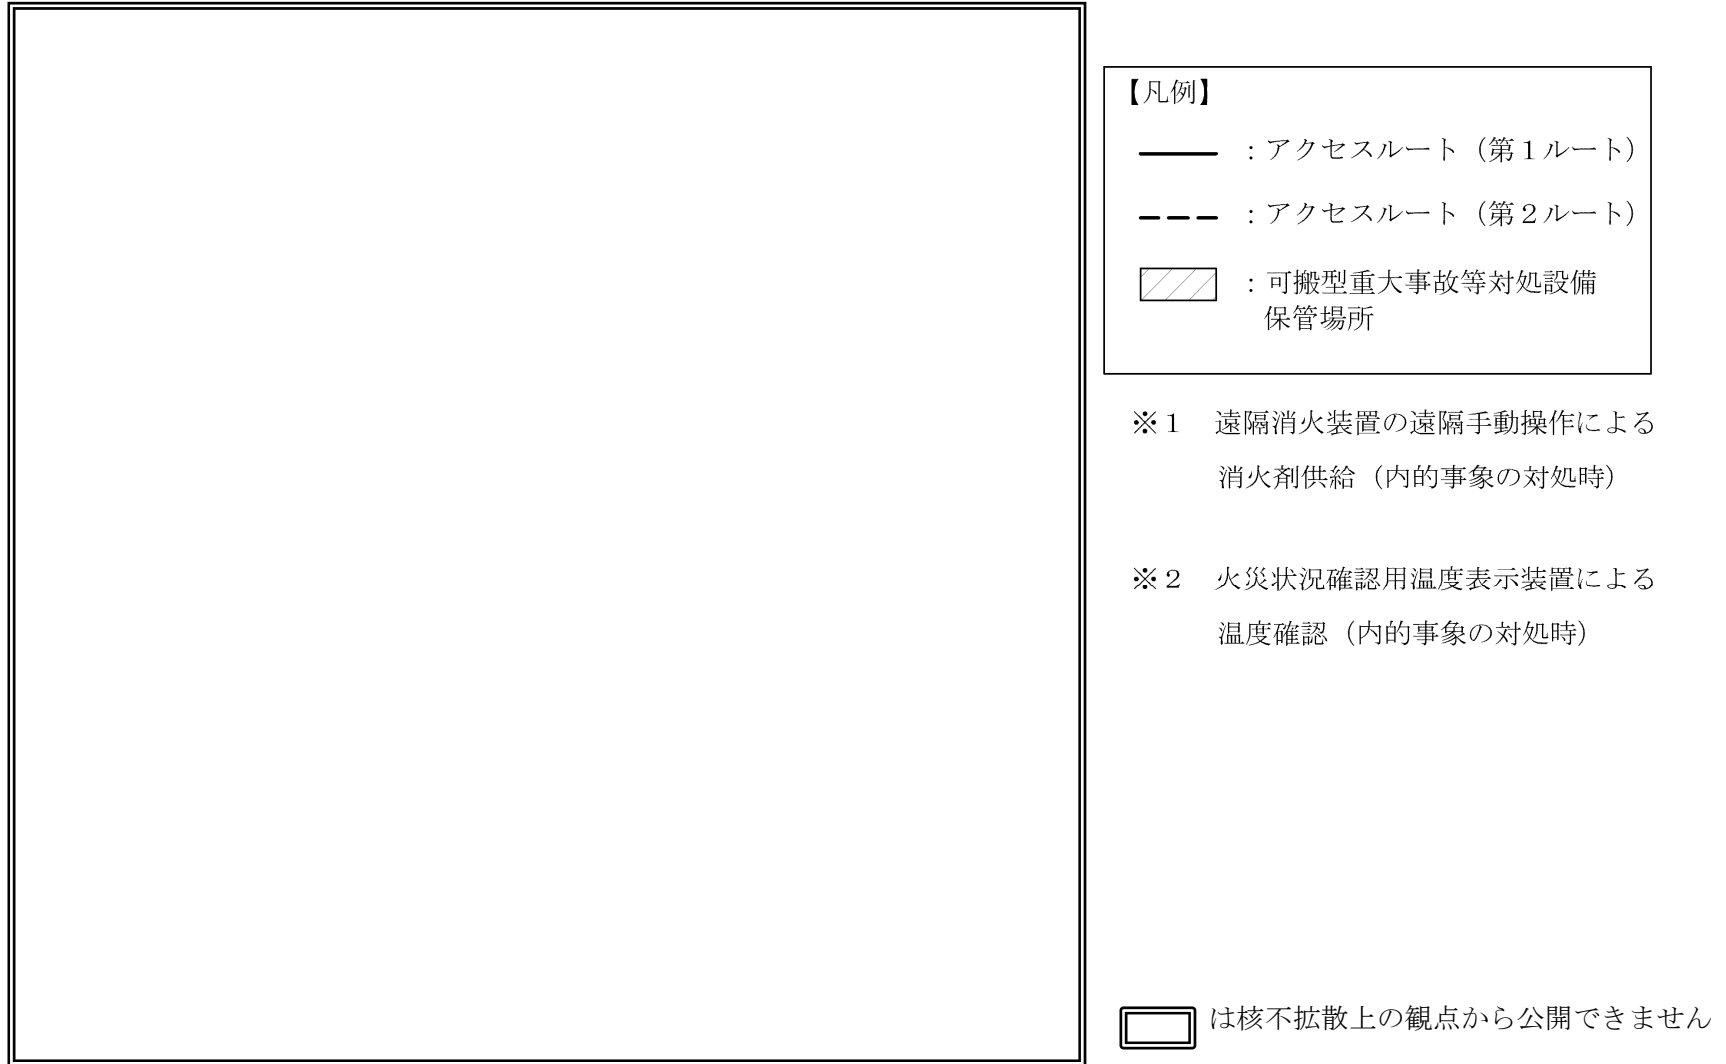 【凡例】
：アクセスルート（第１ルート）
：アクセスルート（第２ルート）
：可搬型重大事故等対処設備
保管場所
※１　遠隔消火装置の遠隔手動操作による
消火剤供給（内的事象の対処時）
※２　火災状況確認用温度表示装置による
温度確認（内的事象の対処時）
は核不拡散上の観点から公開できません